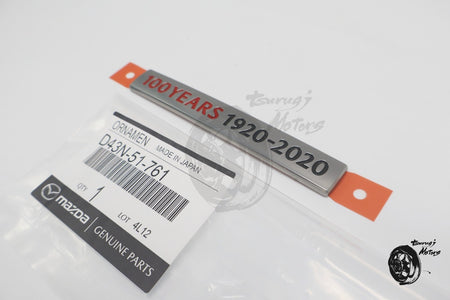 100YEARS 1920-2020
Tsurugi
Motors
ORNAMEN
MADE IN JAPAN
D43N-51-761
QTY
1
LOT 4L12
mazda
GENUINE PARTS
Tsurugi
Motors